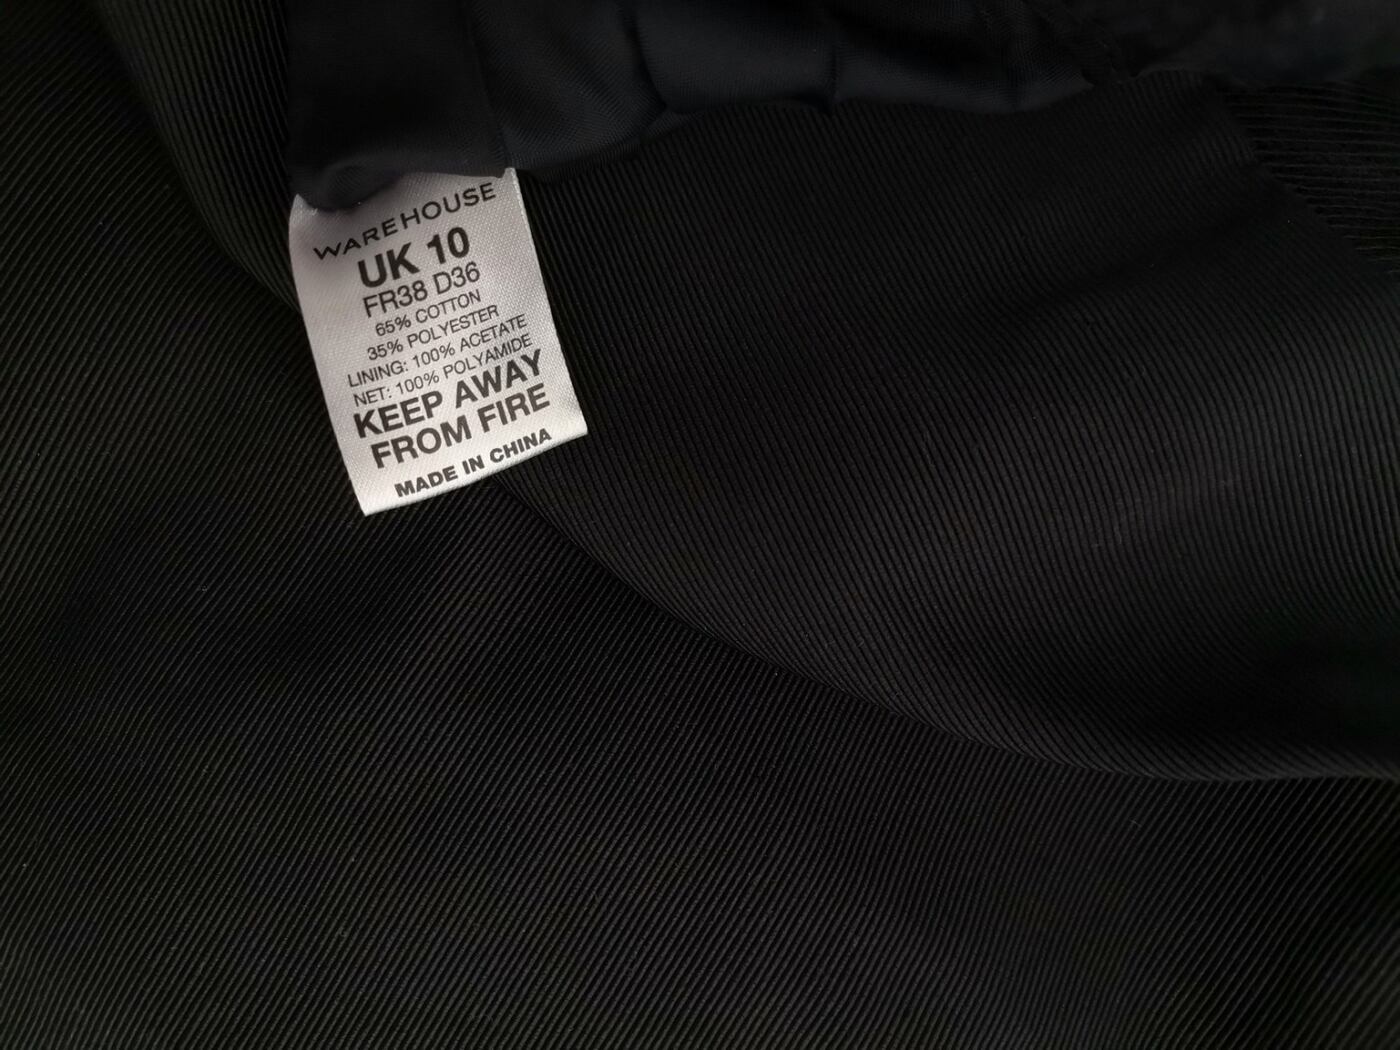 WAREHOUSE
UK 10
FR38 D36
65% COTTON
35% POLYESTER
LINING: 100% ACETATE
NET: 100% POLYAMIDE
KEEP AWAY
FROM FIRE
MADE IN CHINA